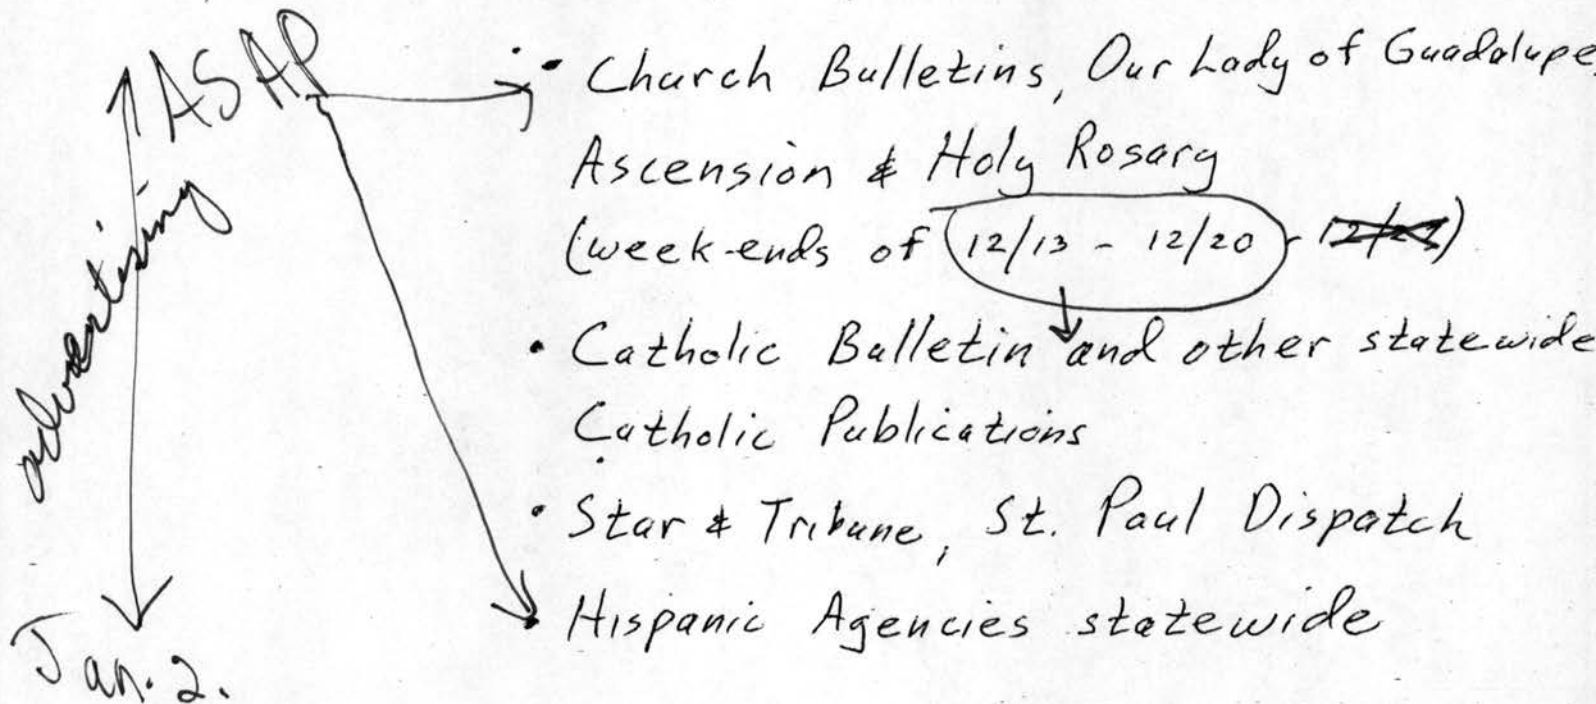 ASAP
advertising
Jan. 2.
• Church Bulletins, Our Lady of Guadalupe
Ascension & Holy Rosary
(week-ends of 12/13 - 12/20 - )
• Catholic Bulletin and other statewide
Catholic Publications
• Star & Tribune, St. Paul Dispatch
• Hispanic Agencies statewide